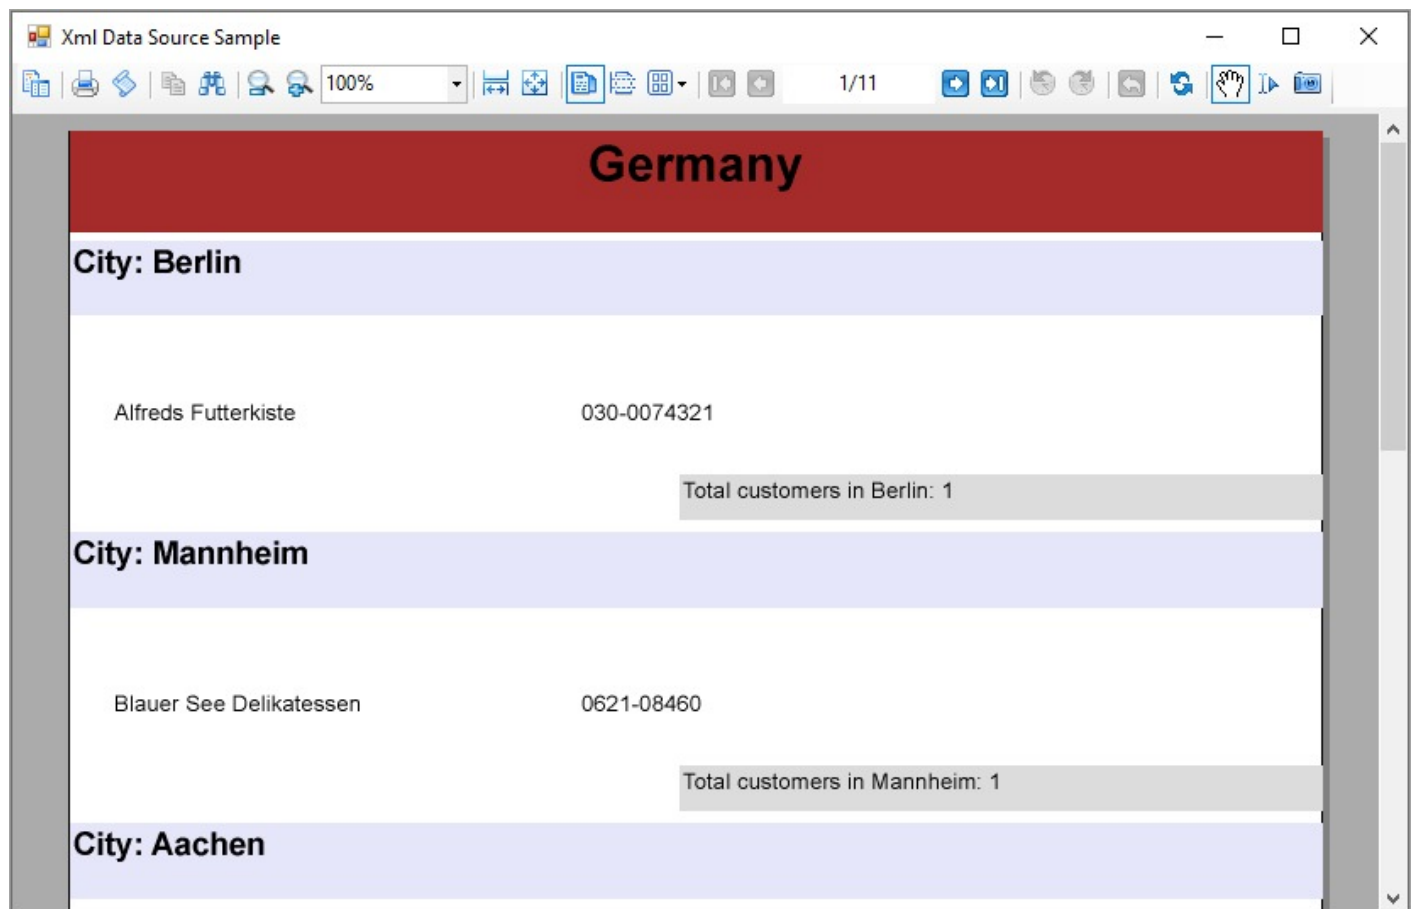 Xml Data Source Sample
100%
1/11
Germany
City: Berlin
Alfreds Futterkiste 030-0074321
Total customers in Berlin: 1
City: Mannheim
Blauer See Delikatessen 0621-08460
Total customers in Mannheim: 1
City: Aachen